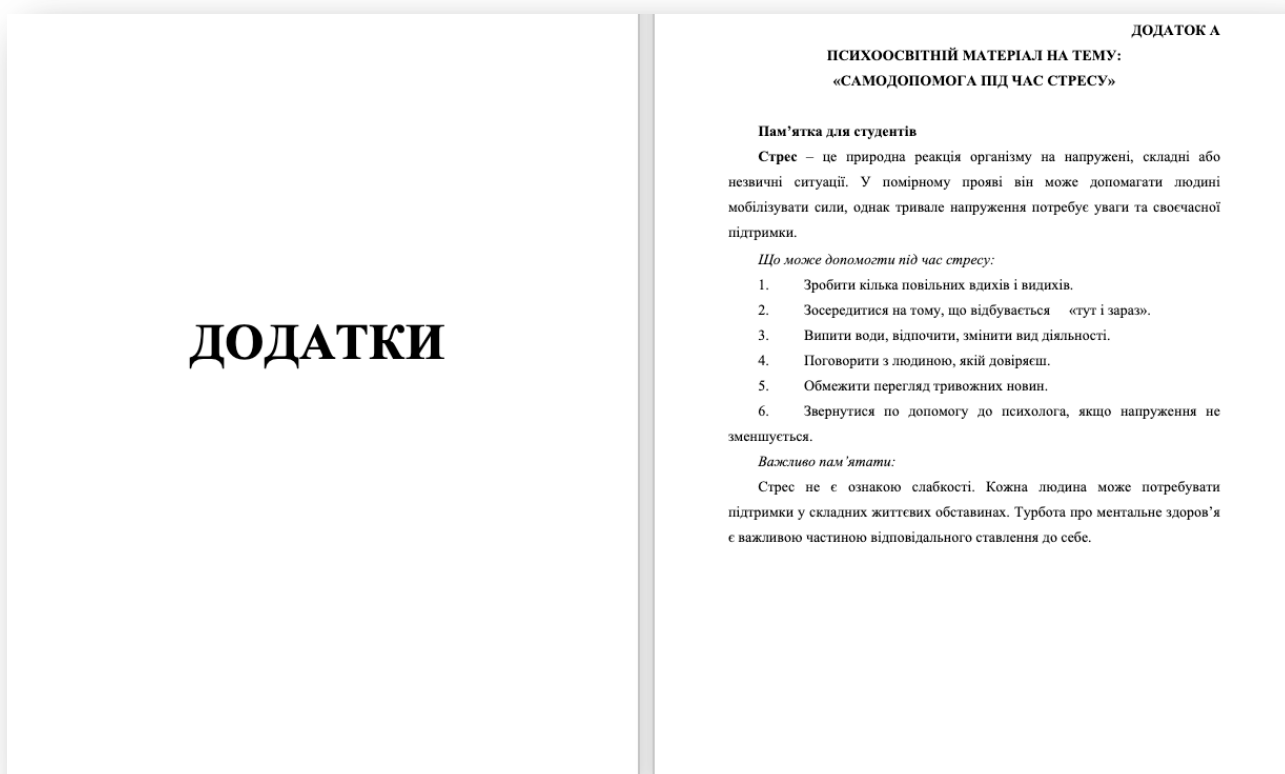 ДОДАТКИ
ДОДАТОК А
ПСИХООСВІТНІЙ МАТЕРІАЛ НА ТЕМУ:
«САМОДОПОМОГА ПІД ЧАС СТРЕСУ»
Пам’ятка для студентів
Стрес – це природна реакція організму на напружені, складні або
незвичні ситуації. У помірному прояві він може допомагати людині
мобілізувати сили, однак тривале напруження потребує уваги та своєчасної
підтримки.
Що може допомогти під час стресу:
1. Зробити кілька повільних вдихів і видихів.
2. Зосередитися на тому, що відбувається «тут і зараз».
3. Випити води, відпочити, змінити вид діяльності.
4. Поговорити з людиною, якій довіряєш.
5. Обмежити перегляд тривожних новин.
6. Звернутися по допомогу до психолога, якщо напруження не
зменшується.
Важливо пам’ятати:
Стрес не є ознакою слабкості. Кожна людина може потребувати
підтримки у складних життєвих обставинах. Турбота про ментальне здоров’я
є важливою частиною відповідального ставлення до себе.